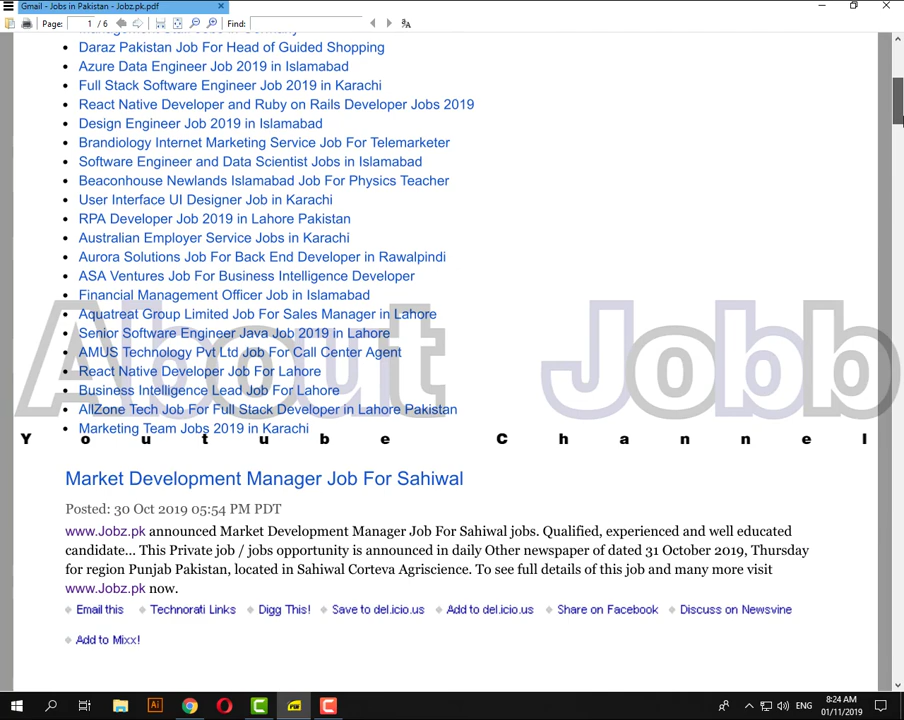 Gmail - Jobs in Pakistan - Jobz.pk.pdf
Page: 1 / 6 Find:
Daraz Pakistan Job For Head of Guided Shopping
Azure Data Engineer Job 2019 in Islamabad
Full Stack Software Engineer Job 2019 in Karachi
React Native Developer and Ruby on Rails Developer Jobs 2019
Design Engineer Job 2019 in Islamabad
Brandiology Internet Marketing Service Job For Telemarketer
Software Engineer and Data Scientist Jobs in Islamabad
Beaconhouse Newlands Islamabad Job For Physics Teacher
User Interface UI Designer Job in Karachi
RPA Developer Job 2019 in Lahore Pakistan
Australian Employer Service Jobs in Karachi
Aurora Solutions Job For Back End Developer in Rawalpindi
ASA Ventures Job For Business Intelligence Developer
Financial Management Officer Job in Islamabad
Aquatreat Group Limited Job For Sales Manager in Lahore
Senior Software Engineer Java Job 2019 in Lahore
AMUS Technology Pvt Ltd Job For Call Center Agent
React Native Developer Job For Lahore
Business Intelligence Lead Job For Lahore
AllZone Tech Job For Full Stack Developer in Lahore Pakistan
Marketing Team Jobs 2019 in Karachi
About Jobb
Youtube Channel
Market Development Manager Job For Sahiwal
Posted: 30 Oct 2019 05:54 PM PDT
www.Jobz.pk announced Market Development Manager Job For Sahiwal jobs. Qualified, experienced and well educated
candidate... This Private job / jobs opportunity is announced in daily Other newspaper of dated 31 October 2019, Thursday
for region Punjab Pakistan, located in Sahiwal Corteva Agriscience. To see full details of this job and many more visit
www.Jobz.pk now.
Email this Technorati Links Digg This! Save to del.icio.us Add to del.icio.us Share on Facebook Discuss on Newsvine
Add to Mixx!
Ai
ENG
8:24 AM
01/11/2019